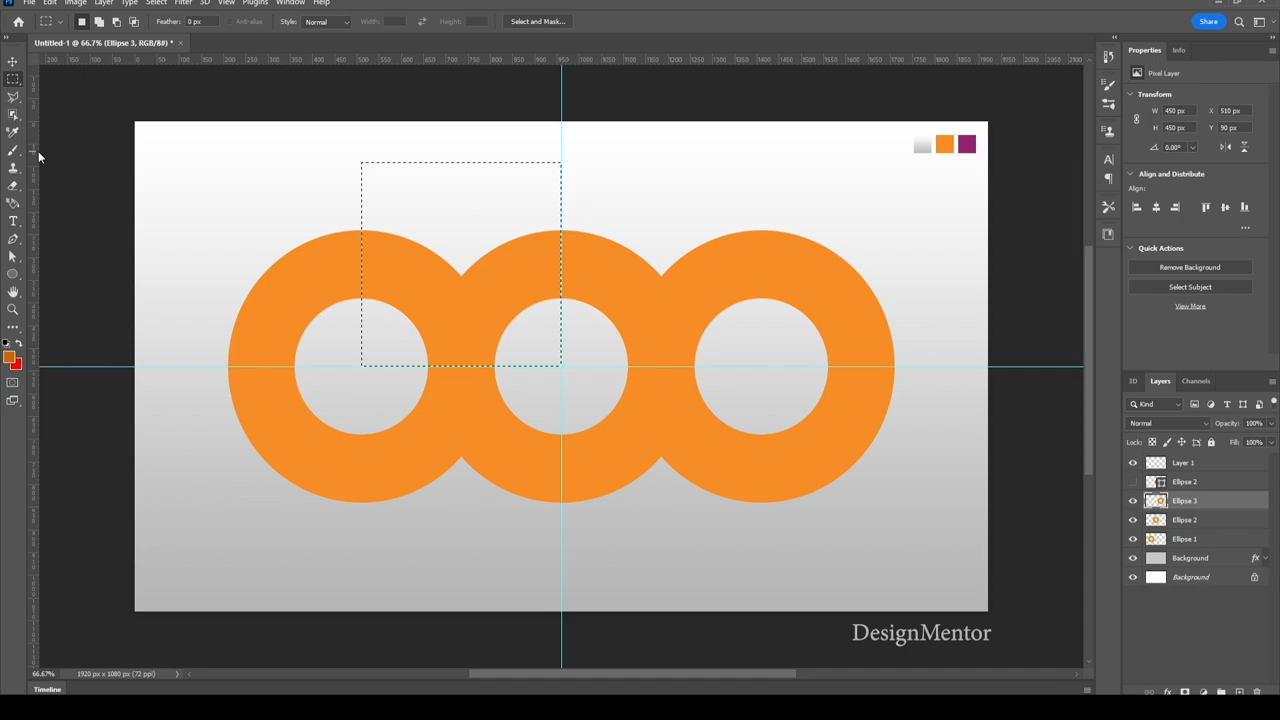 File Edit Image Layer Type Select Filter 3D View Plugins Window Help
Feather: 0 px Anti-alias Style: Normal Width: Height: Select and Mask... Share
Untitled-1 @ 66.7% (Ellipse 3, RGB/8#) * ×
Properties Info
Pixel Layer
Transform
W 450 px X 510 px
H 450 px Y 90 px
0.00°
Align and Distribute
Align:
Quick Actions
Remove Background
Select Subject
View More
3D Layers Channels
Kind
Normal Opacity: 100%
Lock: Fill: 100%
Layer 1
Ellipse 2
Ellipse 3
Ellipse 2
Ellipse 1
Background fx
Background
DesignMentor
66.67% 1920 px x 1080 px (72 ppi)
Timeline